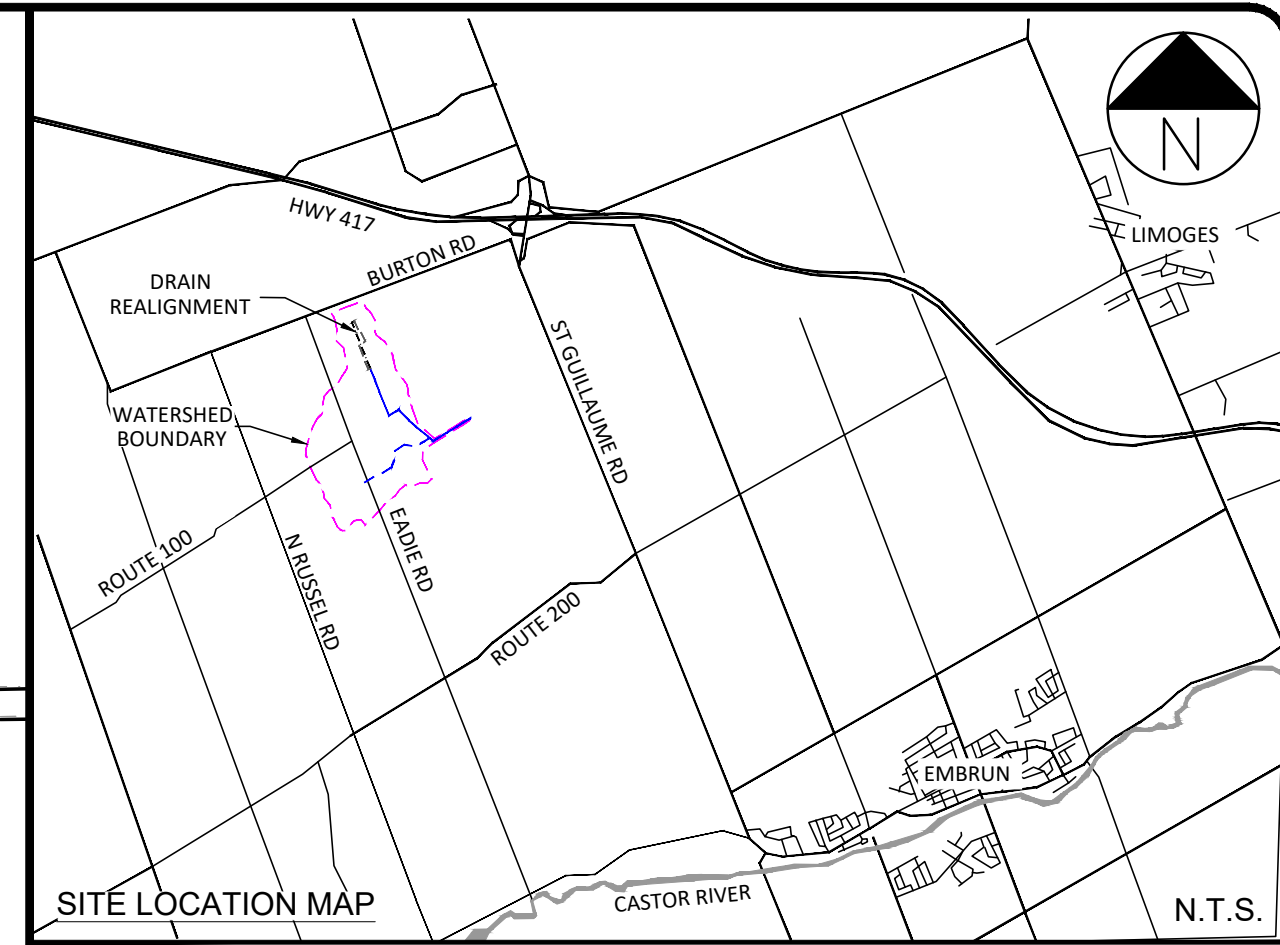 N
HWY 417
LIMOGES
BURTON RD
DRAIN
REALIGNMENT
ST GUILLAUME RD
WATERSHED
BOUNDARY
ROUTE 100
N RUSSEL RD
EADIE RD
ROUTE 200
EMBRUN
CASTOR RIVER
SITE LOCATION MAP
N.T.S.